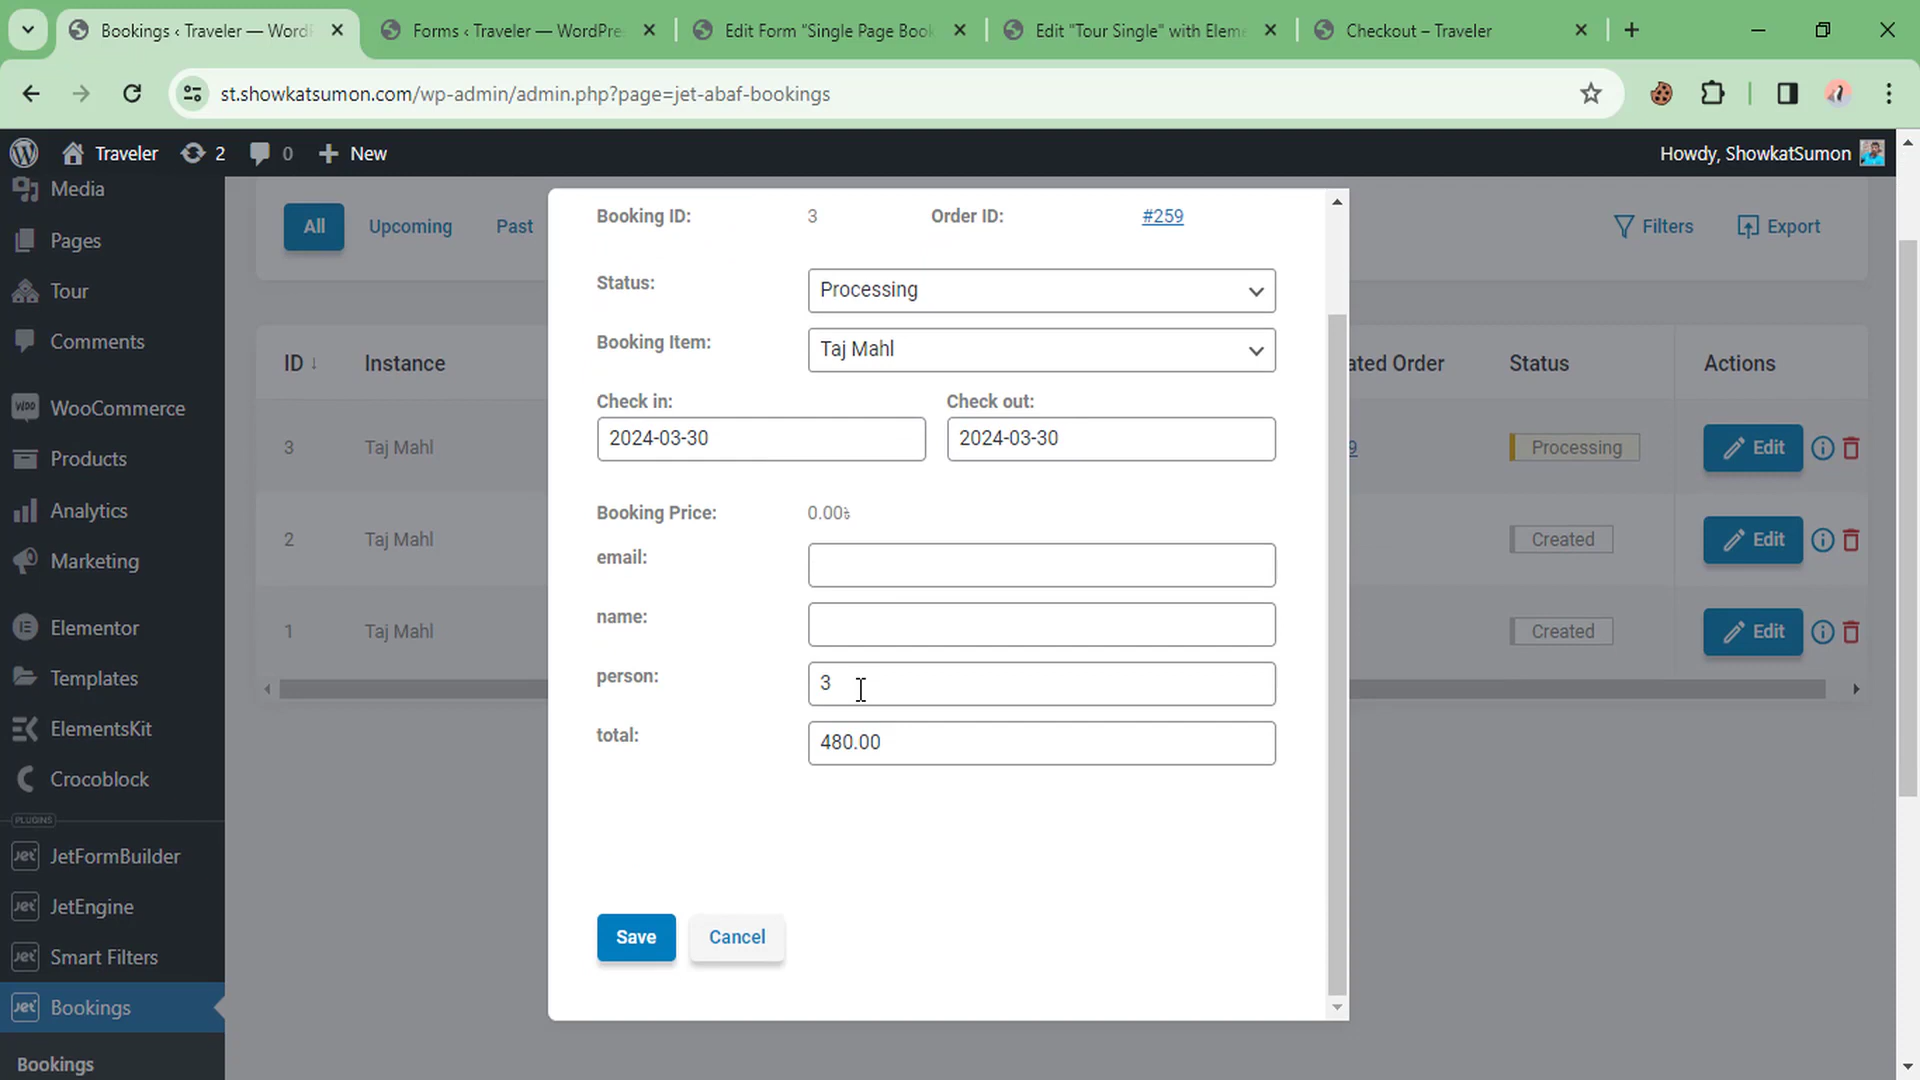 Bookings ‹ Traveler — Word
Forms ‹ Traveler — WordPre
Edit Form "Single Page Book
Edit "Tour Single" with Eleme
Checkout – Traveler
st.showkatsumon.com/wp-admin/admin.php?page=jet-abaf-bookings
Traveler
2
0
New
Howdy, ShowkatSumon
Media
Pages
Tour
Comments
WooCommerce
Products
Analytics
Marketing
Elementor
Templates
ElementsKit
Crocoblock
PLUGINS
JetFormBuilder
JetEngine
Smart Filters
Bookings
Bookings
All Upcoming Past
Filters Export
ID ↓ Instance
ated Order Status Actions
3 Taj Mahl
9 Processing Edit
2 Taj Mahl
Created Edit
1 Taj Mahl
Created Edit
Booking ID: 3 Order ID: #259
Status: Processing
Booking Item: Taj Mahl
Check in: Check out:
2024-03-30 2024-03-30
Booking Price: 0.00৳
email:
name:
person: 3
total: 480.00
Save Cancel